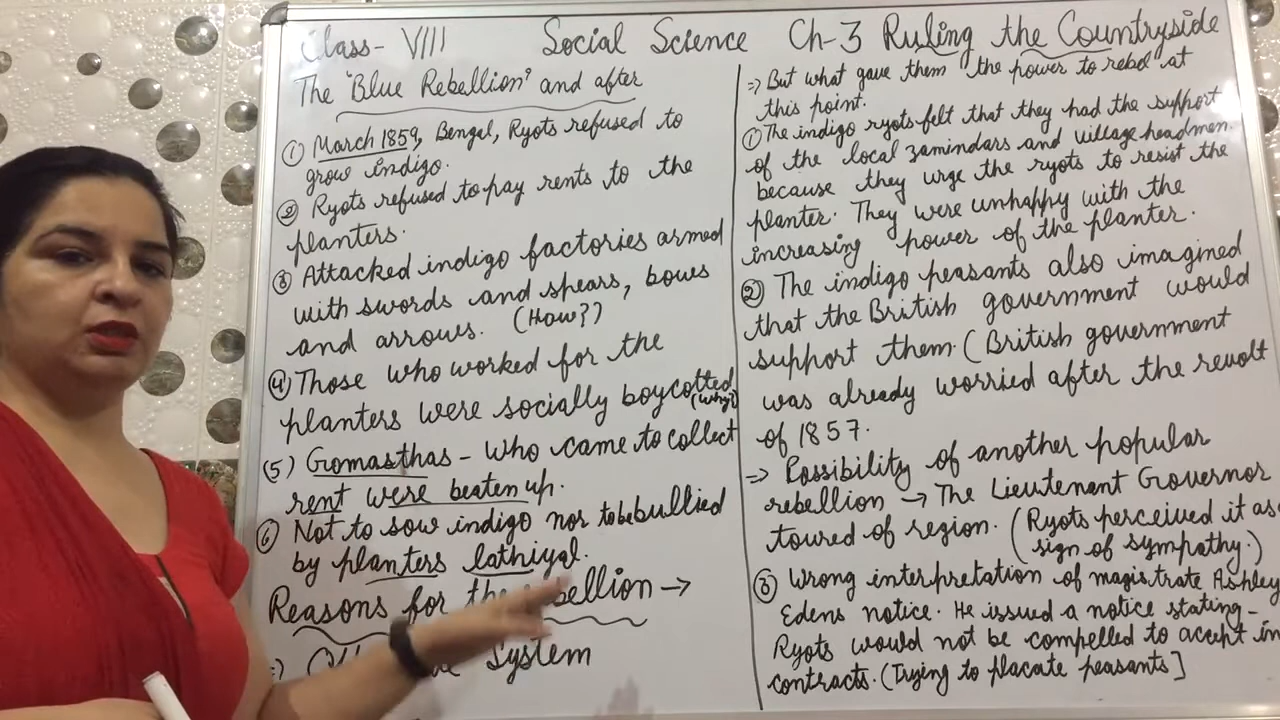 Class- VIII Social Science Ch-3 Ruling the Countryside
The "Blue Rebellion" and after
① March 1859, Bengal, Ryots refused to
grow indigo.
② Ryots refused to pay rents to the
planters.
③ Attacked indigo factories armed
with swords and spears, bows
and arrows. (How?)
④ Those who worked for the
planters were socially boycotted
(why?)
(5) Gomasthas - Who came to collect
rent were beaten up.
⑥ Not to sow indigo nor to be bullied
by planters lathiyal.
Reasons for the rebellion →
⇒ System
⇒ But what gave them the power to rebel at
this point.
① The indigo ryots felt that they had the support
of the local zamindars and village headmen.
because they urge the ryots to resist the
planter. They were unhappy with the
increasing power of the planter.
② The indigo peasants also imagined
that the British government would
support them. (British government
was already worried after the revolt
of 1857.
⇒ Possibility of another popular
rebellion → The Lieutenant Governor
toured of region. (Ryots perceived it as
sign of sympathy.)
③ Wrong interpretation of magistrate Ashley
Edens notice. He issued a notice stating-
Ryots would not be compelled to accept in
contracts. (Trying to placate peasants]